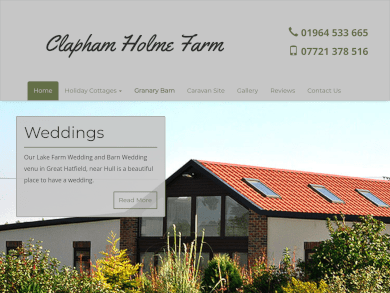 Clapham Holme Farm
01964 533 665
07721 378 516
Home Holiday Cottages Granary Barn Caravan Site Gallery Reviews Contact Us
Weddings
Our Lake Farm Wedding and Barn Wedding
venu in Great Hatfield, near Hull is a beautiful
place to have a wedding.
Read More